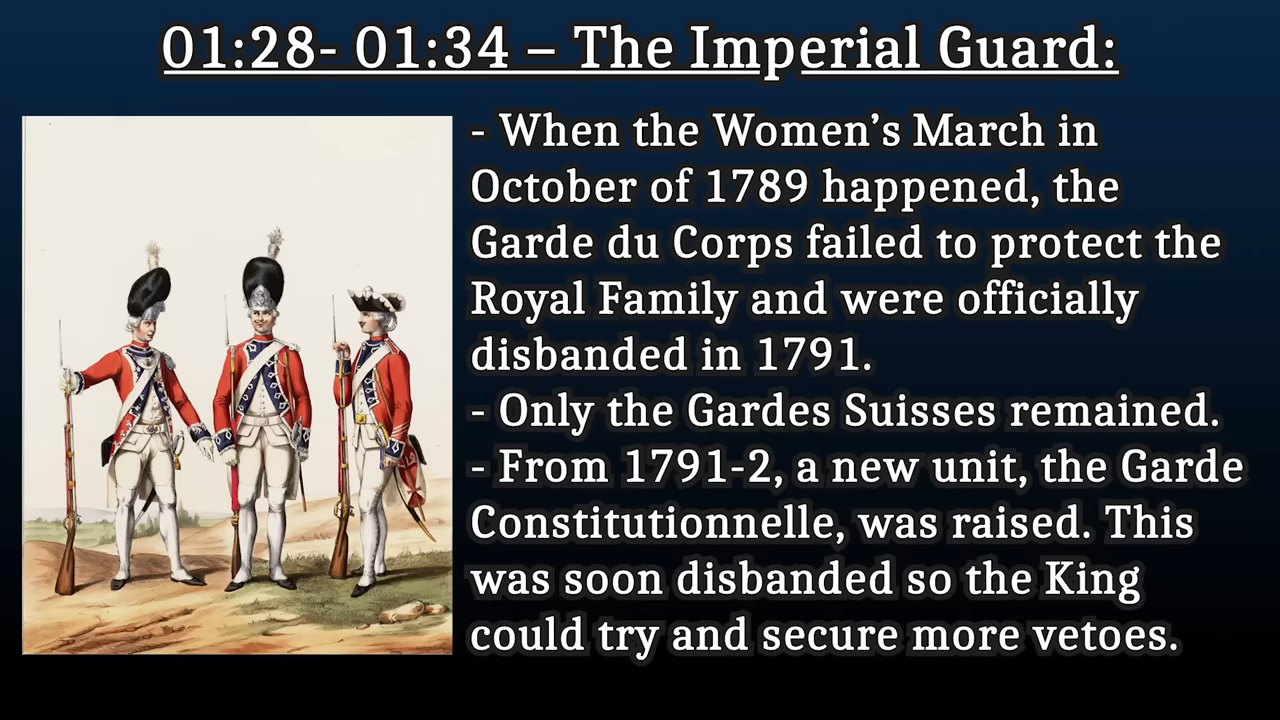 01:28- 01:34 – The Imperial Guard:
- When the Women’s March in
October of 1789 happened, the
Garde du Corps failed to protect the
Royal Family and were officially
disbanded in 1791.
- Only the Gardes Suisses remained.
- From 1791-2, a new unit, the Garde
Constitutionnelle, was raised. This
was soon disbanded so the King
could try and secure more vetoes.